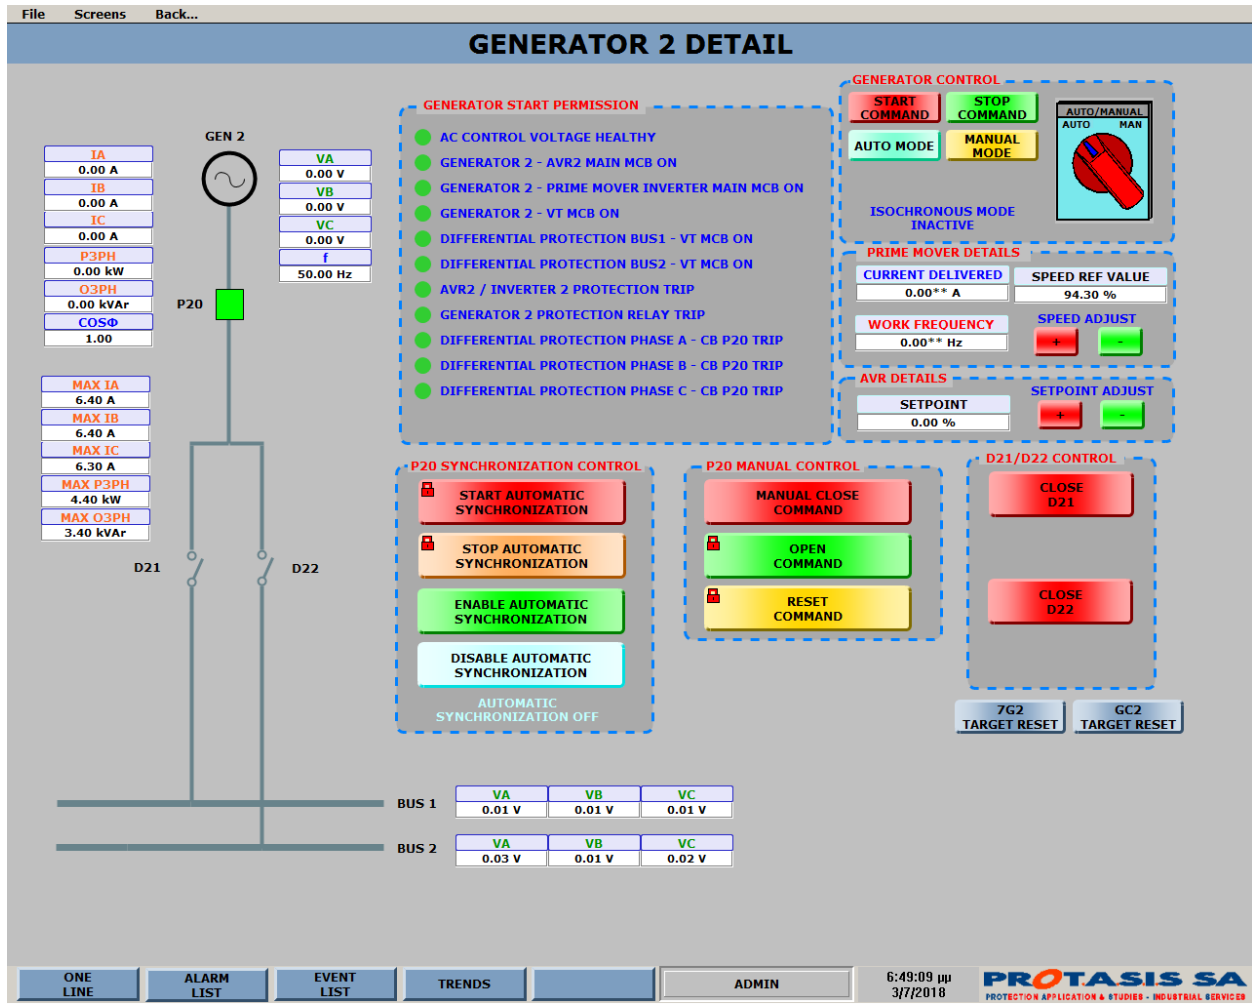 File Screens Back...
GENERATOR 2 DETAIL
GEN 2
IA
0.00 A
IB
0.00 A
IC
0.00 A
P3PH
0.00 kW
O3PH
0.00 kVAr
COSΦ
1.00
VA
0.00 V
VB
0.00 V
VC
0.00 V
f
50.00 Hz
P20
MAX IA
6.40 A
MAX IB
6.40 A
MAX IC
6.30 A
MAX P3PH
4.40 kW
MAX O3PH
3.40 kVAr
D21
D22
GENERATOR START PERMISSION
AC CONTROL VOLTAGE HEALTHY
GENERATOR 2 - AVR2 MAIN MCB ON
GENERATOR 2 - PRIME MOVER INVERTER MAIN MCB ON
GENERATOR 2 - VT MCB ON
DIFFERENTIAL PROTECTION BUS1 - VT MCB ON
DIFFERENTIAL PROTECTION BUS2 - VT MCB ON
AVR2 / INVERTER 2 PROTECTION TRIP
GENERATOR 2 PROTECTION RELAY TRIP
DIFFERENTIAL PROTECTION PHASE A - CB P20 TRIP
DIFFERENTIAL PROTECTION PHASE B - CB P20 TRIP
DIFFERENTIAL PROTECTION PHASE C - CB P20 TRIP
GENERATOR CONTROL
START
COMMAND
STOP
COMMAND
AUTO MODE
MANUAL
MODE
AUTO/MANUAL
AUTO MAN
ISOCHRONOUS MODE
INACTIVE
PRIME MOVER DETAILS
CURRENT DELIVERED
0.00** A
SPEED REF VALUE
94.30 %
WORK FREQUENCY
0.00** Hz
SPEED ADJUST
+ -
AVR DETAILS
SETPOINT
0.00 %
SETPOINT ADJUST
+ -
P20 SYNCHRONIZATION CONTROL
START AUTOMATIC
SYNCHRONIZATION
STOP AUTOMATIC
SYNCHRONIZATION
ENABLE AUTOMATIC
SYNCHRONIZATION
DISABLE AUTOMATIC
SYNCHRONIZATION
AUTOMATIC
SYNCHRONIZATION OFF
P20 MANUAL CONTROL
MANUAL CLOSE
COMMAND
OPEN
COMMAND
RESET
COMMAND
D21/D22 CONTROL
CLOSE
D21
CLOSE
D22
7G2
TARGET RESET
GC2
TARGET RESET
BUS 1
VA VB VC
0.01 V 0.01 V 0.01 V
BUS 2
VA VB VC
0.03 V 0.01 V 0.02 V
ONE
LINE
ALARM
LIST
EVENT
LIST
TRENDS
ADMIN
6:49:09 μμ
3/7/2018
PROTASIS SA
PROTECTION APPLICATION & STUDIES - INDUSTRIAL SERVICES